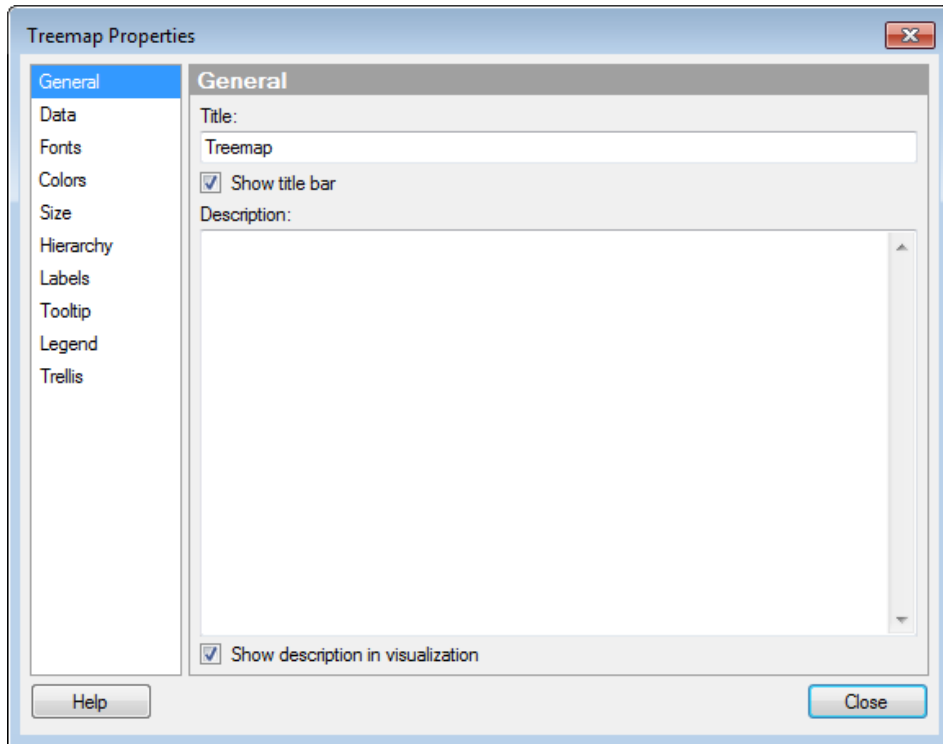 Treemap Properties
General
Data
Fonts
Colors
Size
Hierarchy
Labels
Tooltip
Legend
Trellis
General
Title:
Treemap
Show title bar
Description:
Show description in visualization
Help
Close